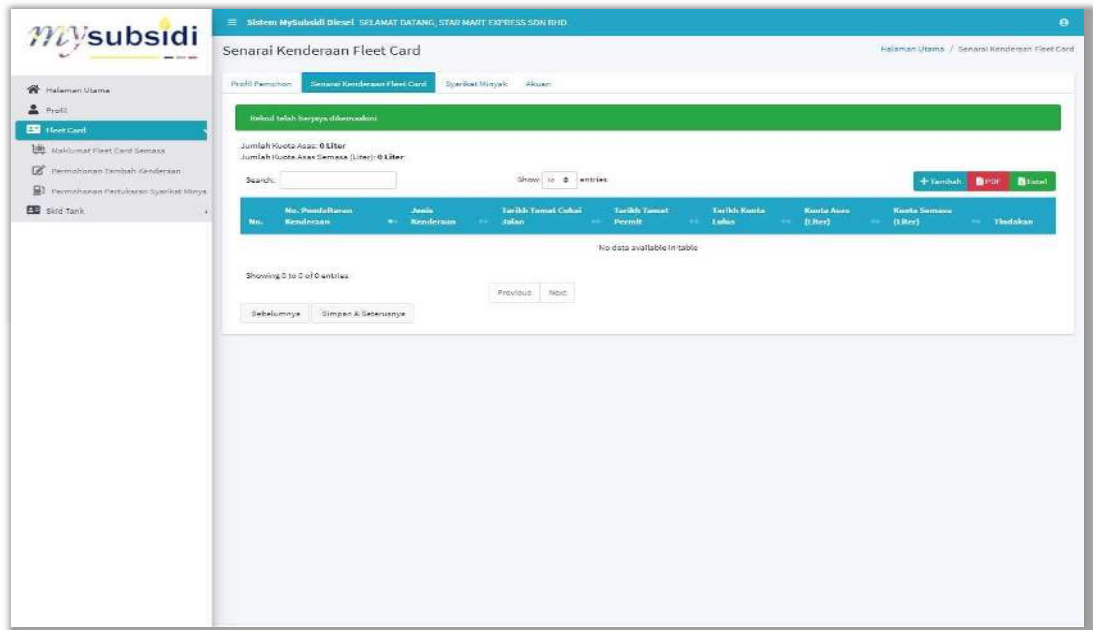 mysubsidi
≡ Sistem MySubsidi Diesel SELAMAT DATANG, STAR MART EXPRESS SDN BHD.
Senarai Kenderaan Fleet Card
Halaman Utama / Senarai Kenderaan Fleet Card
Halaman Utama
Profil
Fleet Card
Maklumat Fleet Card Semasa
Permohonan Tambah Kenderaan
Permohonan Pertukaran Syarikat Minya
Skid Tank
Profil Pemohon Senarai Kenderaan Fleet Card Syarikat Minyak Akuan
Rekod telah berjaya dikemaskini
Jumlah Kuota Asas: 0 Liter
Jumlah Kuota Asas Semasa (Liter): 0 Liter
Search: Show 10 entries
+ Tambah PDF Excel
No. No. Pendaftaran Kenderaan Jenis Kenderaan Tarikh Tamat Cukai Jalan Tarikh Tamat Permit Tarikh Kuota Lulus Kuota Asas (Liter) Kuota Semasa (Liter) Tindakan
No data available in table
Showing 0 to 0 of 0 entries
Previous Next
Sebelumnya Simpan & Seterusnya